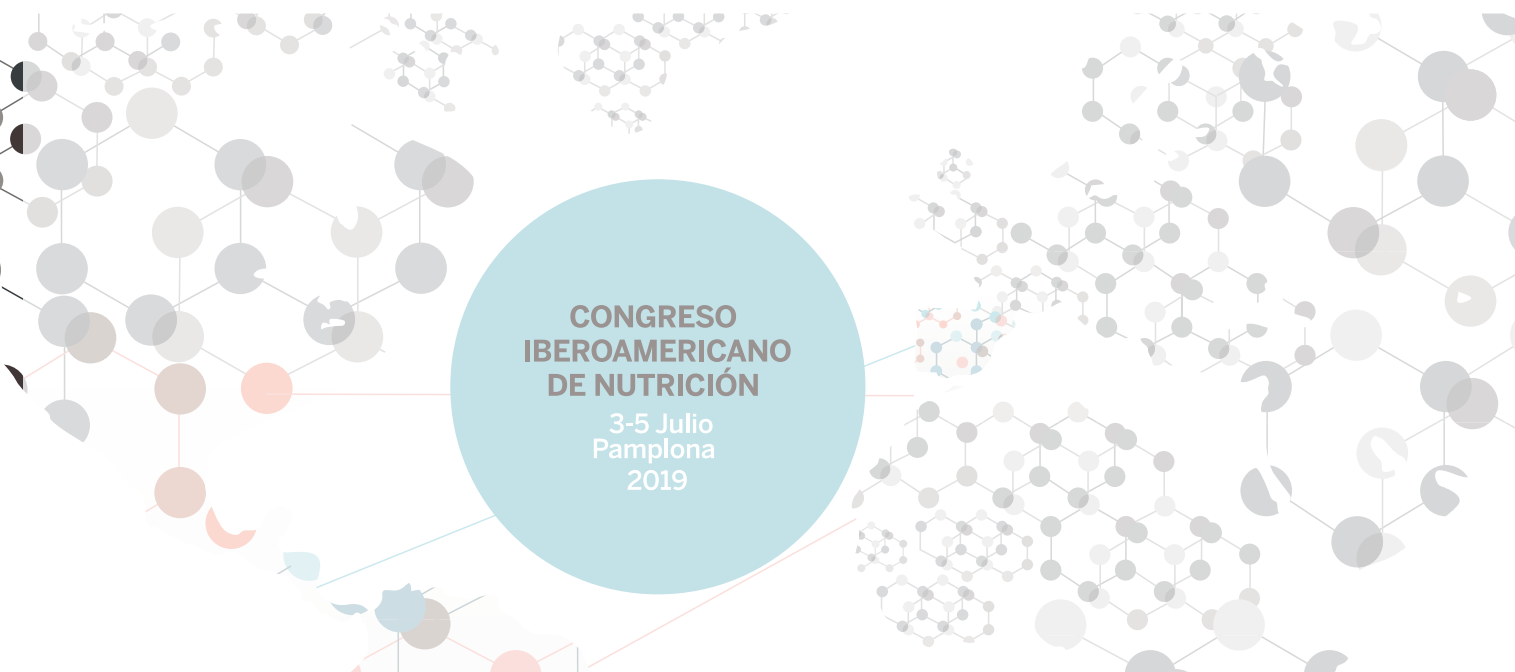 CONGRESO
IBEROAMERICANO
DE NUTRICIÓN
3-5 Julio
Pamplona
2019